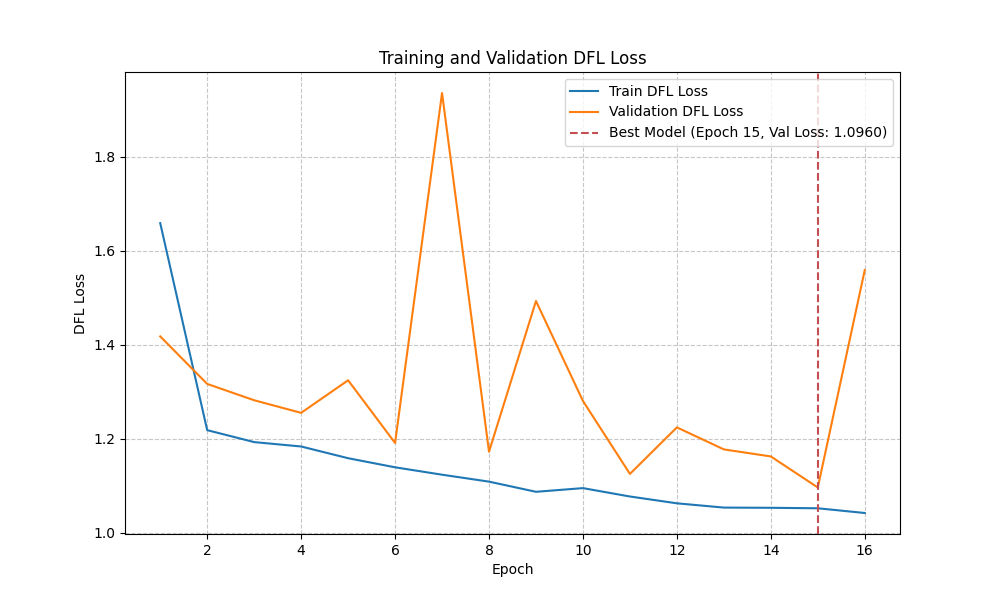 Training and Validation DFL Loss
Train DFL Loss
Validation DFL Loss
Best Model (Epoch 15, Val Loss: 1.0960)
DFL Loss
1.8
1.6
1.4
1.2
1.0
2 4 6 8 10 12 14 16
Epoch